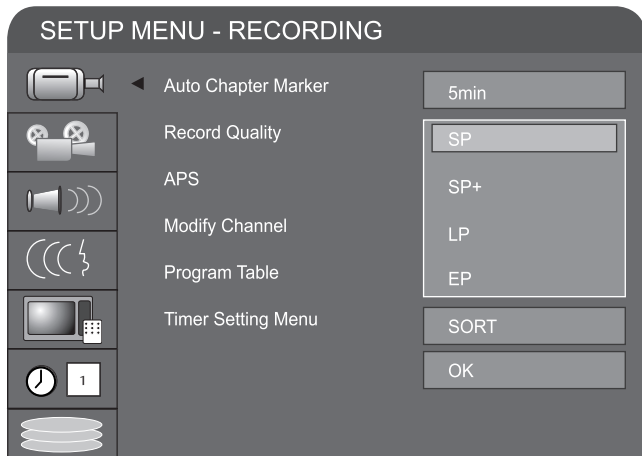 SETUP MENU - RECORDING
Auto Chapter Marker
5min
Record Quality
SP
APS
SP+
Modify Channel
LP
Program Table
EP
Timer Setting Menu
SORT
OK
1